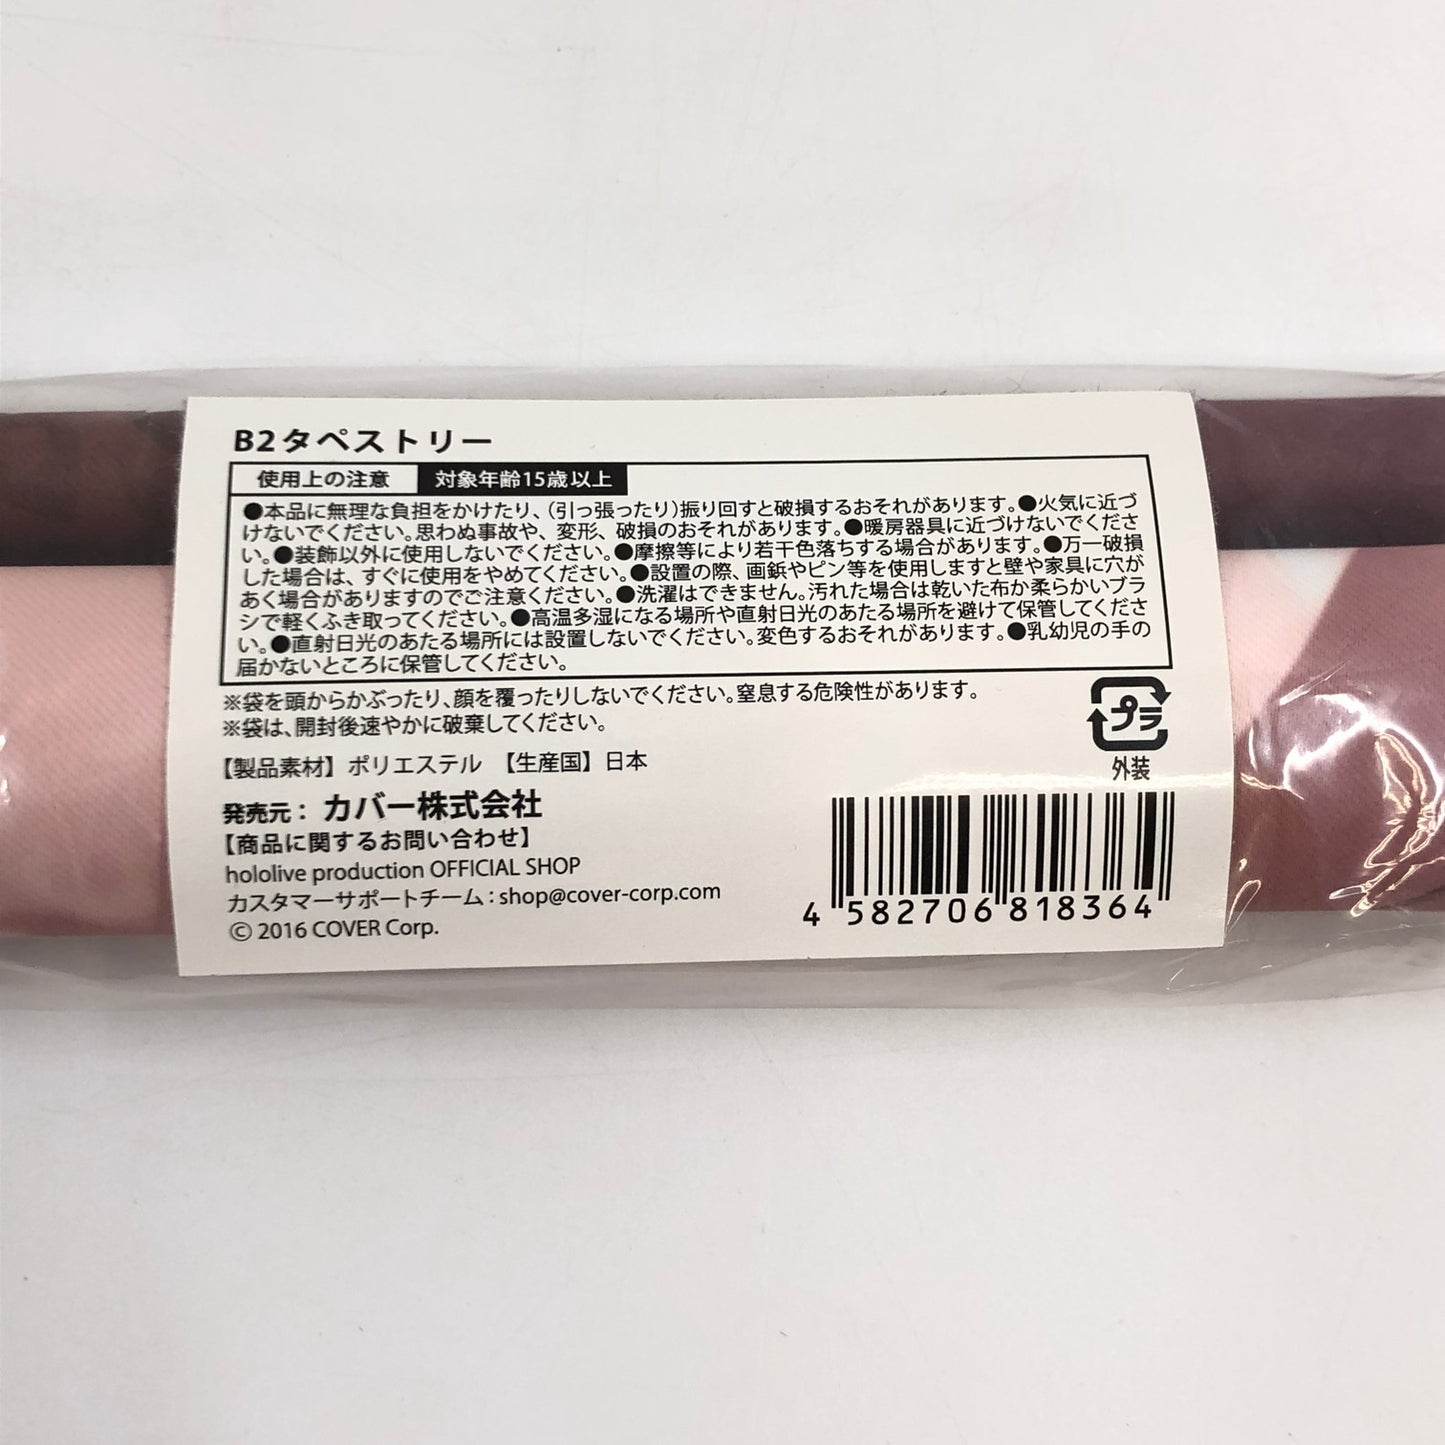 B2タペストリー
使用上の注意 対象年齢15歳以上
●本品に無理な負担をかけたり、(引っ張ったり)振り回すと破損するおそれがあります。●火気に近づ
けないでください。思わぬ事故や、変形、破損のおそれがあります。●暖房器具に近づけないでくださ
い。●装飾以外に使用しないでください。●摩擦等により若干色落ちする場合があります。●万一破損
した場合は、すぐに使用をやめてください。●設置の際、画鋲やピン等を使用しますと壁や家具に穴が
あく場合がありますのでご注意ください。●洗濯はできません。汚れた場合は乾いた布か柔らかいブラ
シで軽くふき取ってください。●高温多湿になる場所や直射日光のあたる場所を避けて保管してくださ
い。●直射日光のあたる場所には設置しないでください。変色するおそれがあります。●乳幼児の手の
届かないところに保管してください。
※袋を頭からかぶったり、顔を覆ったりしないでください。窒息する危険性があります。
※袋は、開封後速やかに破棄してください。
プラ
外装
【製品素材】ポリエステル 【生産国】日本
発売元：カバー株式会社
【商品に関するお問い合わせ】
hololive production OFFICIAL SHOP
カスタマーサポートチーム：shop@cover-corp.com
© 2016 COVER Corp.
4 582706 818364